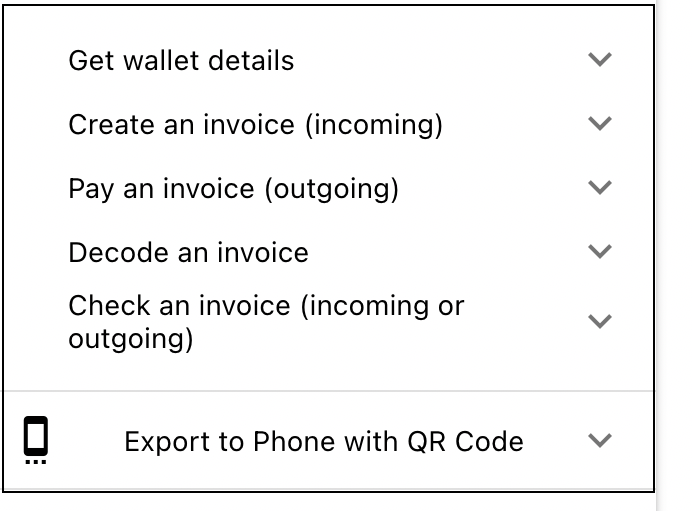 Get wallet details
Create an invoice (incoming)
Pay an invoice (outgoing)
Decode an invoice
Check an invoice (incoming or
outgoing)
Export to Phone with QR Code